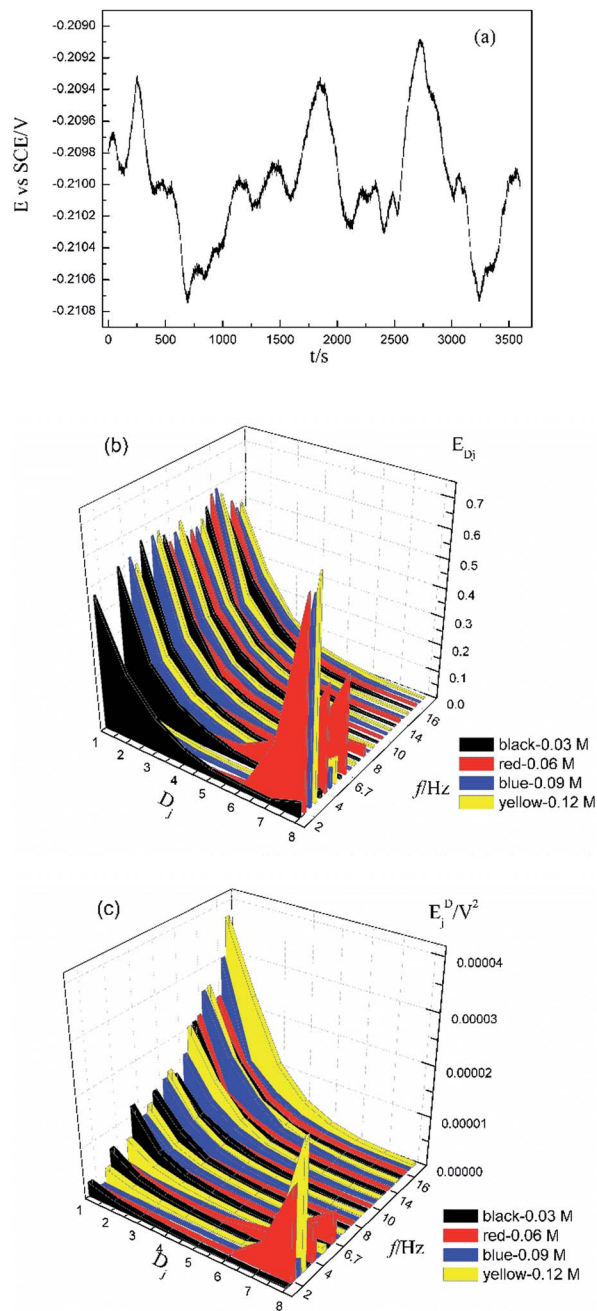 (a)
E vs SCE/V
-0.2090
-0.2092
-0.2094
-0.2096
-0.2098
-0.2100
-0.2102
-0.2104
-0.2106
-0.2108
0 500 1000 1500 2000 2500 3000 3500
t/s
(b)
E_Dj
0.7
0.6
0.5
0.4
0.3
0.2
0.1
0.0
16
14
10
8
6.7
4
2
f/Hz
1 2 3 4 5 6 7 8
D_j
black-0.03 M
red-0.06 M
blue-0.09 M
yellow-0.12 M
(c)
E_j^D/V²
0.00004
0.00003
0.00002
0.00001
0.00000
16
14
10
8
6.7
4
2
f/Hz
1 2 3 4 5 6 7 8
D_j
black-0.03 M
red-0.06 M
blue-0.09 M
yellow-0.12 M